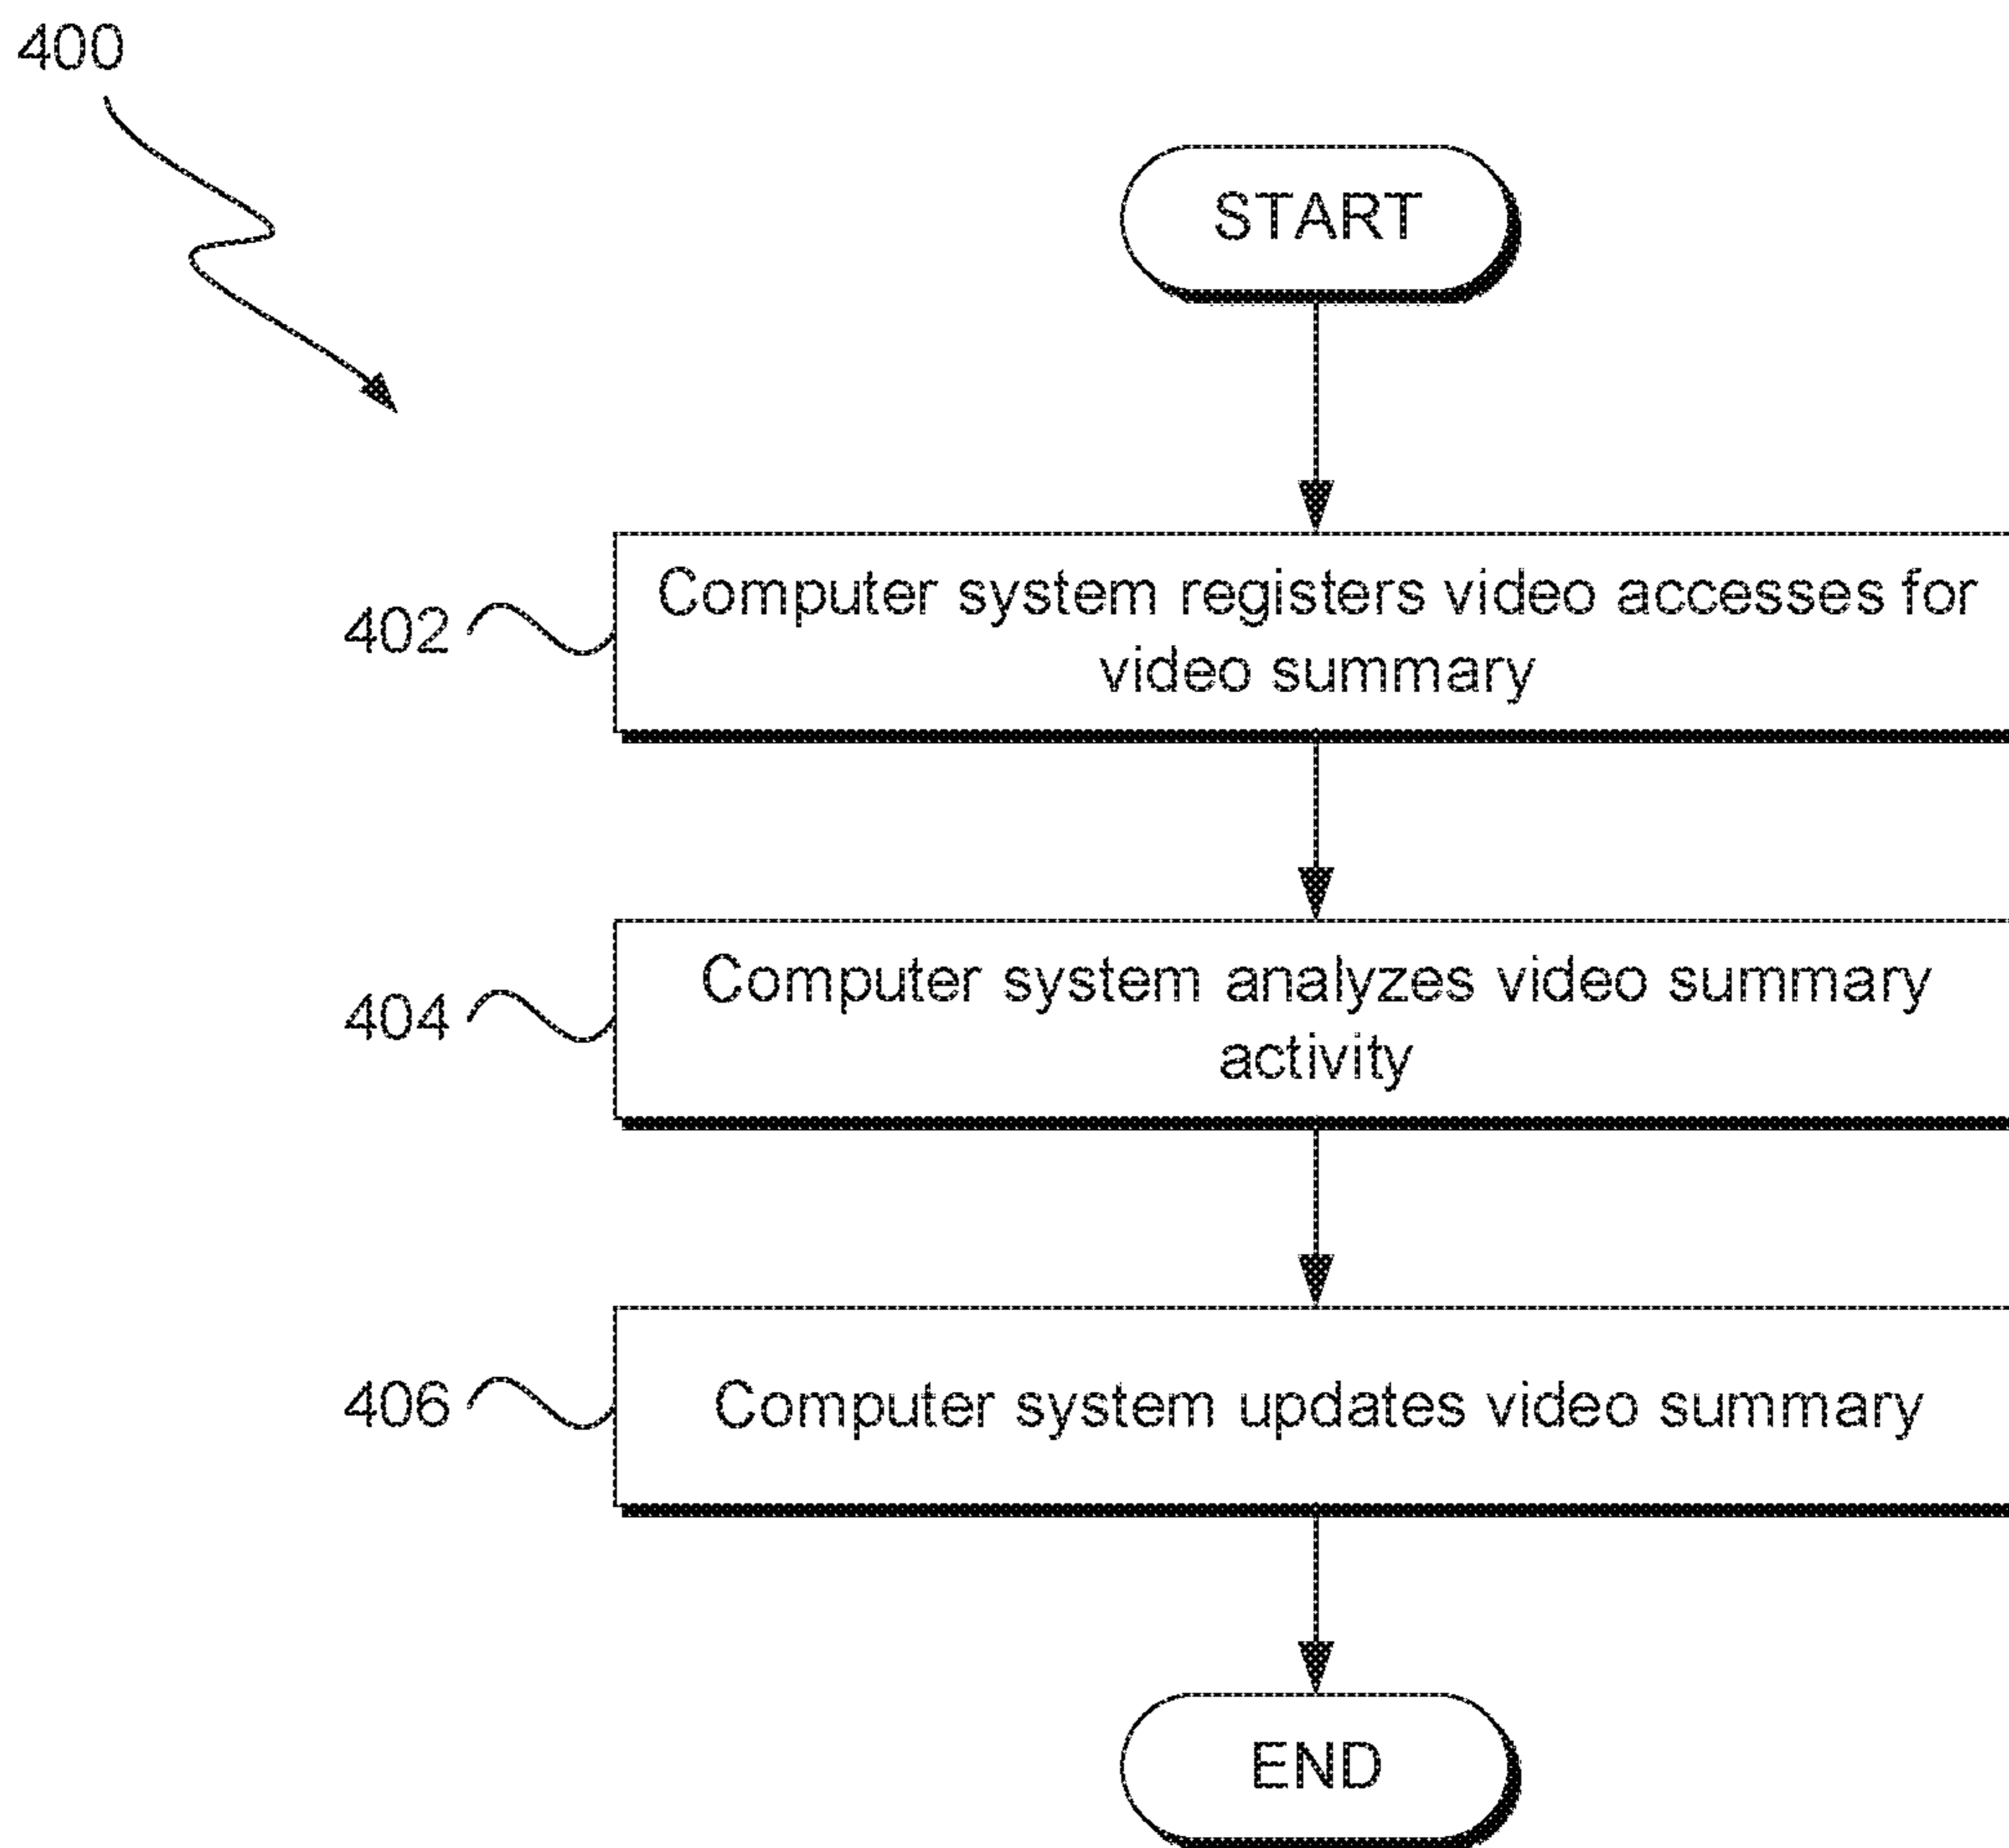 400
START
402
Computer system registers video accesses for
video summary
404
Computer system analyzes video summary
activity
406
Computer system updates video summary
END